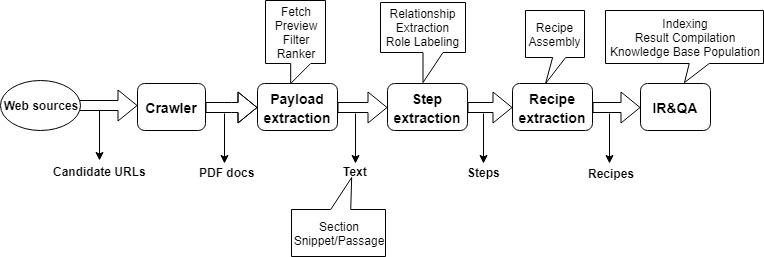 Fetch
Preview
Filter
Ranker
Relationship
Extraction
Role Labeling
Recipe
Assembly
Indexing
Result Compilation
Knowledge Base Population
Web sources
Crawler
Payload
extraction
Step
extraction
Recipe
extraction
IR&QA
Candidate URLs
PDF docs
Text
Steps
Recipes
Section
Snippet/Passage